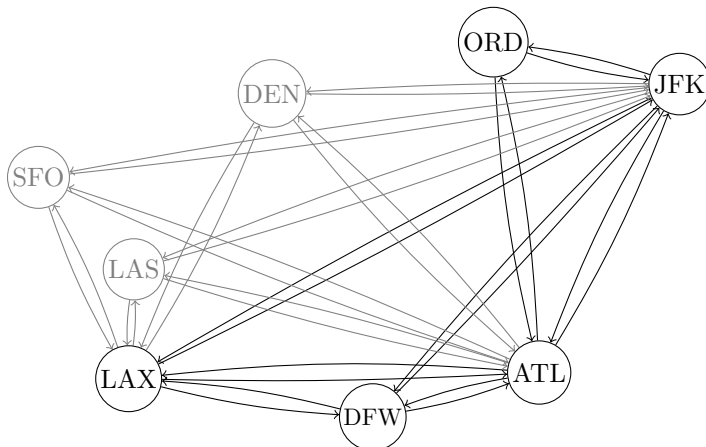 ORD
JFK
DEN
SFO
LAS
LAX
ATL
DFW